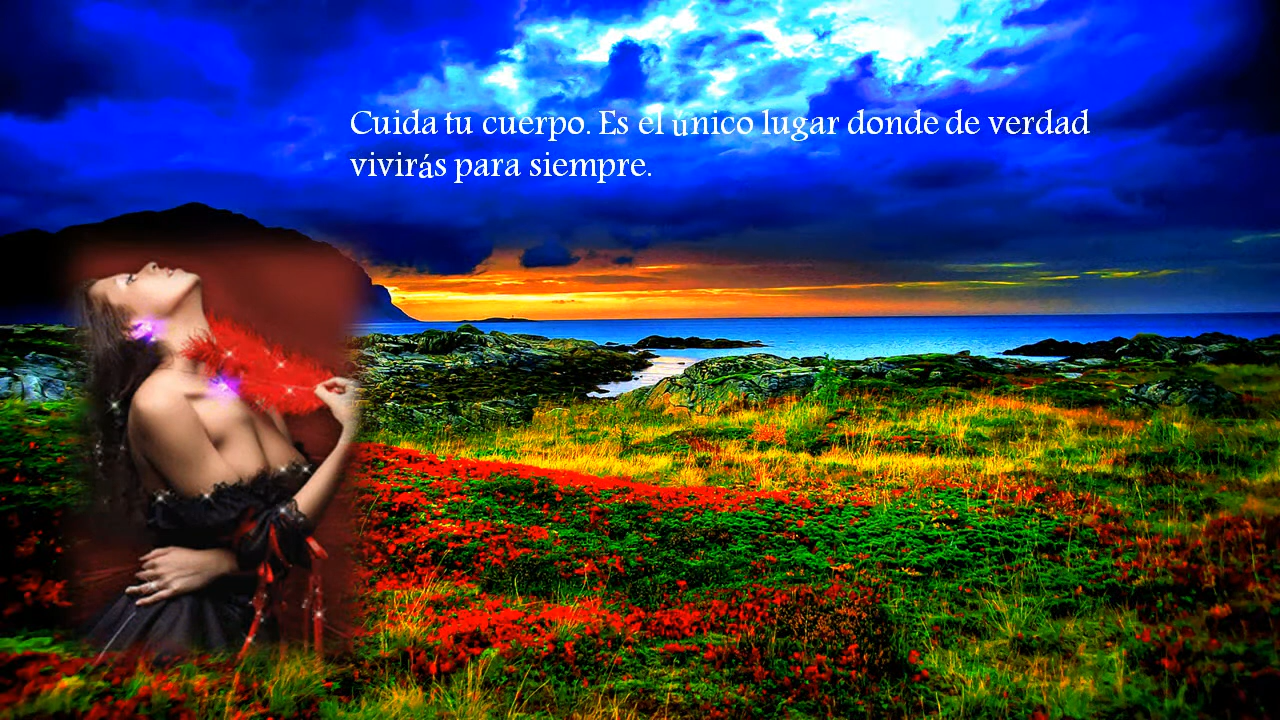 Cuida tu cuerpo. Es el único lugar donde de verdad
vivirás para siempre.